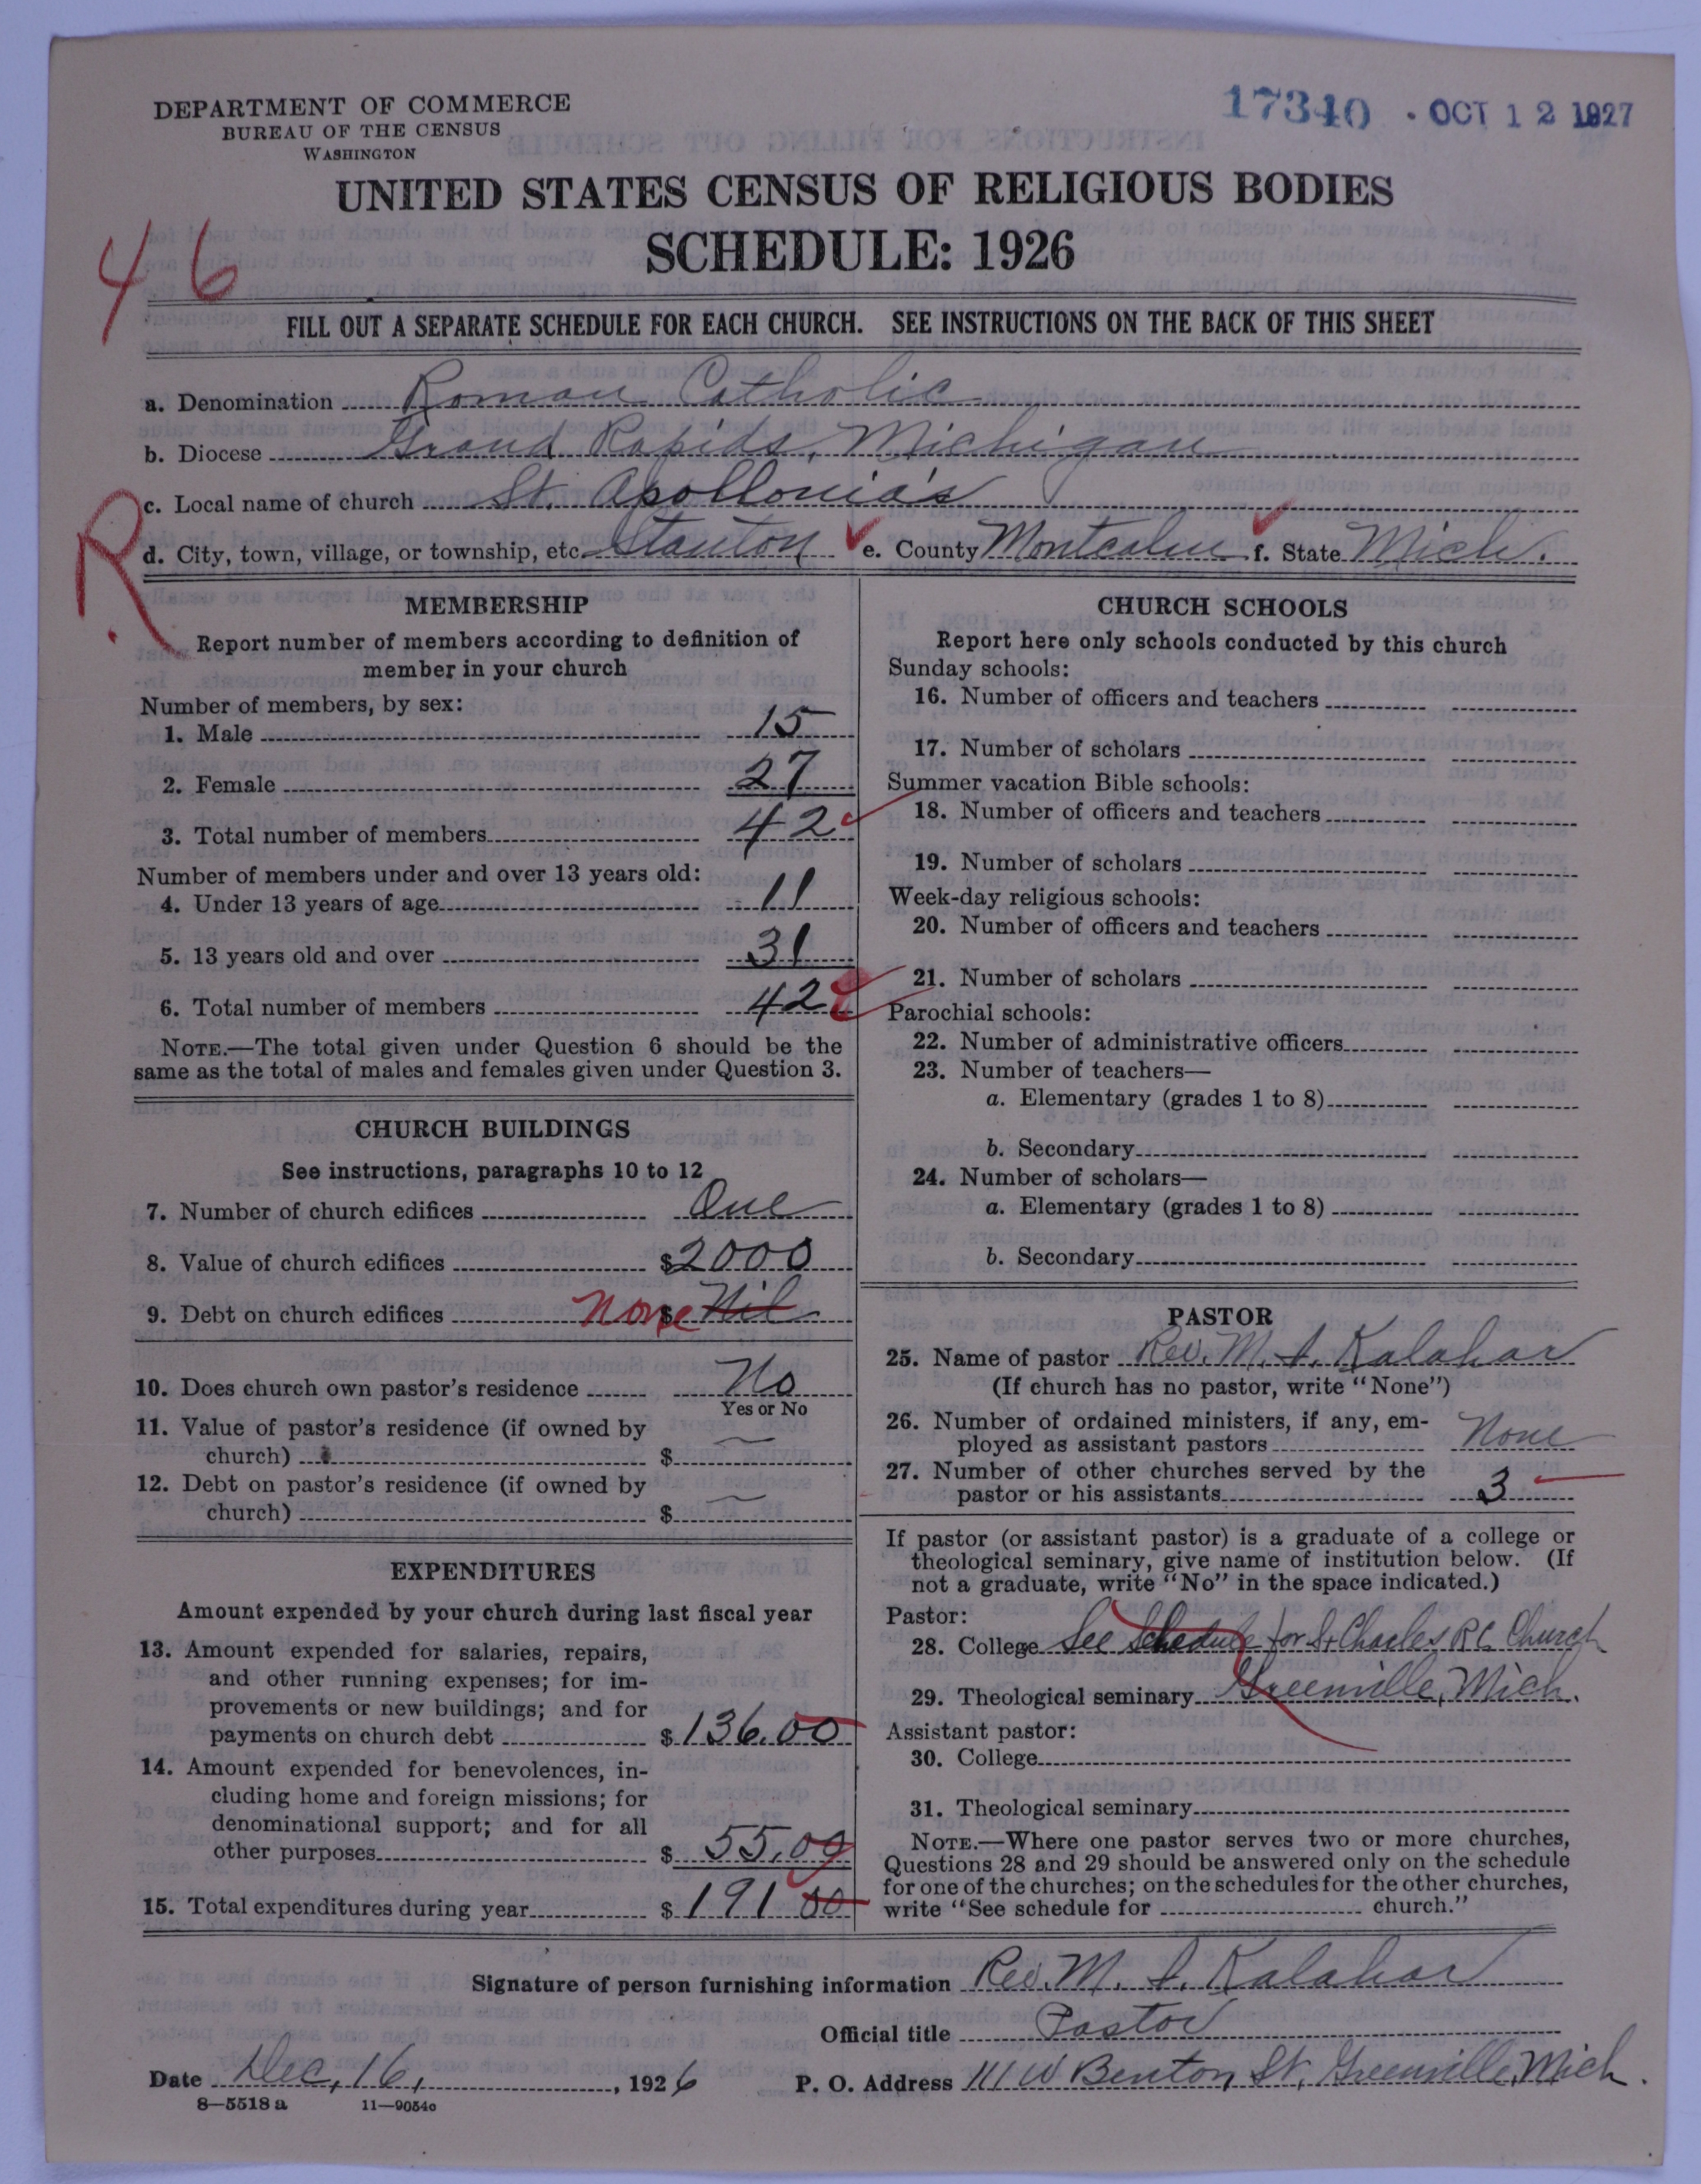 17340 . OCT 12 1927
DEPARTMENT OF COMMERCE
BUREAU OF THE CENSUS
WASHINGTON
UNITED STATES CENSUS OF RELIGIOUS BODIES
SCHEDULE: 1926
46
FILL OUT A SEPARATE SCHEDULE FOR EACH CHURCH. SEE INSTRUCTIONS ON THE BACK OF THIS SHEET
a. Denomination Roman Catholic
b. Diocese Grand Rapids, Michigan
c. Local name of church St. Apollonia's
R
d. City, town, village, or township, etc. Stanton e. County Montcalm f. State Mich.
MEMBERSHIP
Report number of members according to definition of
member in your church
Number of members, by sex:
1. Male 15
2. Female 27
3. Total number of members 42
Number of members under and over 13 years old:
4. Under 13 years of age 11
5. 13 years old and over 31
6. Total number of members 42
NOTE.—The total given under Question 6 should be the
same as the total of males and females given under Question 3.
CHURCH BUILDINGS
See instructions, paragraphs 10 to 12
7. Number of church edifices One
8. Value of church edifices $2000
9. Debt on church edifices None $ Nil
10. Does church own pastor's residence No
Yes or No
11. Value of pastor's residence (if owned by
church) $ —
12. Debt on pastor's residence (if owned by
church) $ —
EXPENDITURES
Amount expended by your church during last fiscal year
13. Amount expended for salaries, repairs,
and other running expenses; for im-
provements or new buildings; and for
payments on church debt $136.00
14. Amount expended for benevolences, in-
cluding home and foreign missions; for
denominational support; and for all
other purposes $ 55.00
15. Total expenditures during year $ 191 00
CHURCH SCHOOLS
Report here only schools conducted by this church
Sunday schools:
16. Number of officers and teachers
17. Number of scholars
Summer vacation Bible schools:
18. Number of officers and teachers
19. Number of scholars
Week-day religious schools:
20. Number of officers and teachers
21. Number of scholars
Parochial schools:
22. Number of administrative officers
23. Number of teachers—
a. Elementary (grades 1 to 8)
b. Secondary
24. Number of scholars—
a. Elementary (grades 1 to 8)
b. Secondary
PASTOR
25. Name of pastor Rev. M. S. Kalahar
(If church has no pastor, write "None")
26. Number of ordained ministers, if any, em-
ployed as assistant pastors None
27. Number of other churches served by the
pastor or his assistants 3
If pastor (or assistant pastor) is a graduate of a college or
theological seminary, give name of institution below. (If
not a graduate, write "No" in the space indicated.)
Pastor:
28. College See Schedule for St Charles RC Church
29. Theological seminary Greenville, Mich.
Assistant pastor:
30. College
31. Theological seminary
NOTE.—Where one pastor serves two or more churches,
Questions 28 and 29 should be answered only on the schedule
for one of the churches; on the schedules for the other churches,
write "See schedule for church."
Signature of person furnishing information Rev. M. S. Kalahar
Official title Pastor
Date Dec, 16, , 1926 P. O. Address 111 W Benton St, Greenville, Mich.
8—5518 a 11—9054c